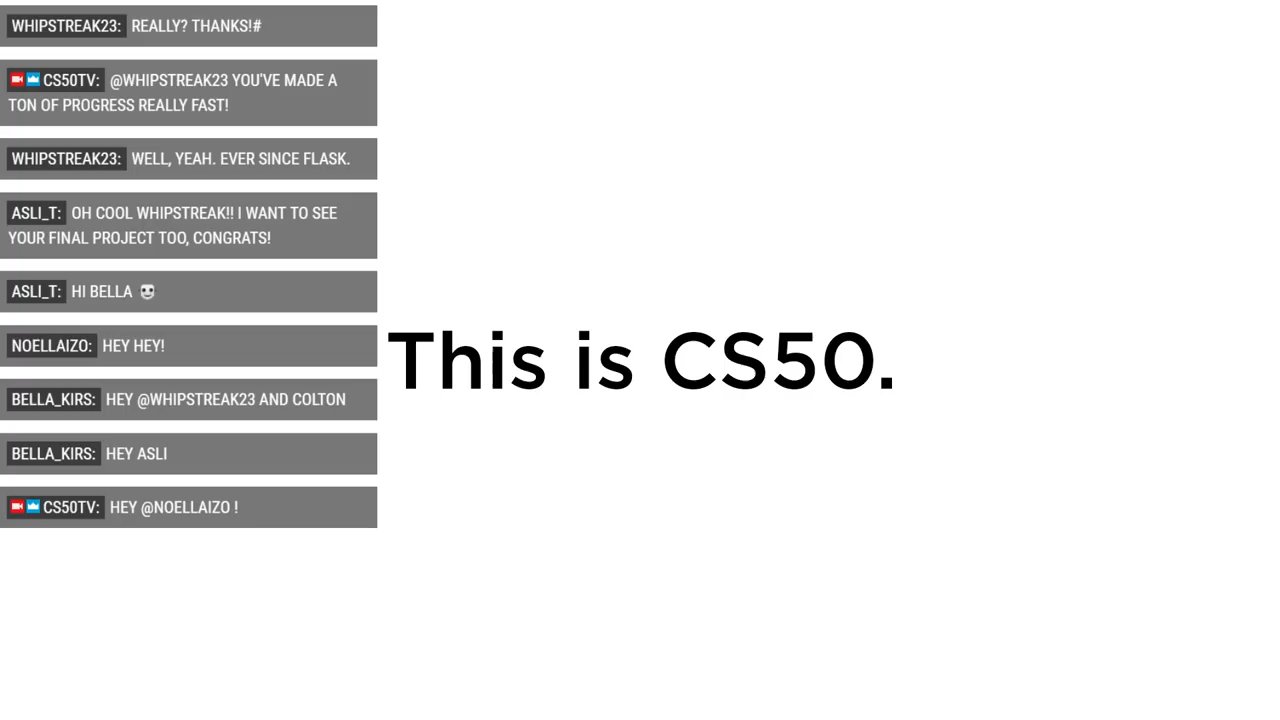 WHIPSTREAK23: REALLY? THANKS!#
CS50TV: @WHIPSTREAK23 YOU'VE MADE A
TON OF PROGRESS REALLY FAST!
WHIPSTREAK23: WELL, YEAH. EVER SINCE FLASK.
ASLI_T: OH COOL WHIPSTREAK!! I WANT TO SEE
YOUR FINAL PROJECT TOO, CONGRATS!
ASLI_T: HI BELLA
NOELLAIZO: HEY HEY!
BELLA_KIRS: HEY @WHIPSTREAK23 AND COLTON
BELLA_KIRS: HEY ASLI
CS50TV: HEY @NOELLAIZO !
This is CS50.